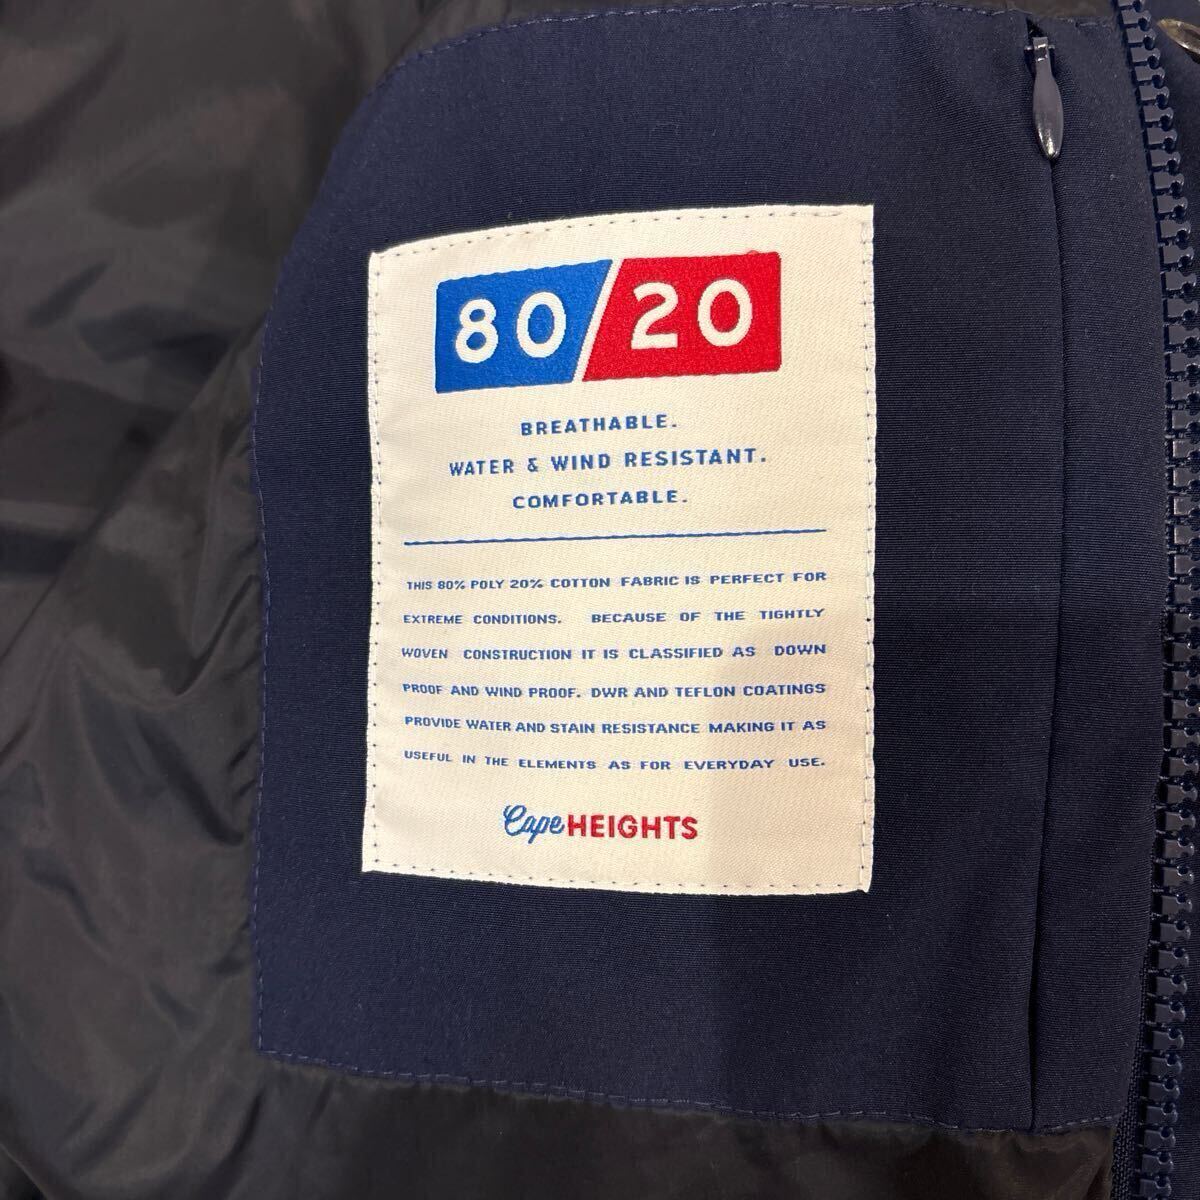 80/20
BREATHABLE.
WATER & WIND RESISTANT.
COMFORTABLE.
THIS 80% POLY 20% COTTON FABRIC IS PERFECT FOR
EXTREME CONDITIONS. BECAUSE OF THE TIGHTLY
WOVEN CONSTRUCTION IT IS CLASSIFIED AS DOWN
PROOF AND WIND PROOF. DWR AND TEFLON COATINGS
PROVIDE WATER AND STAIN RESISTANCE MAKING IT AS
USEFUL IN THE ELEMENTS AS FOR EVERYDAY USE.
Cape HEIGHTS